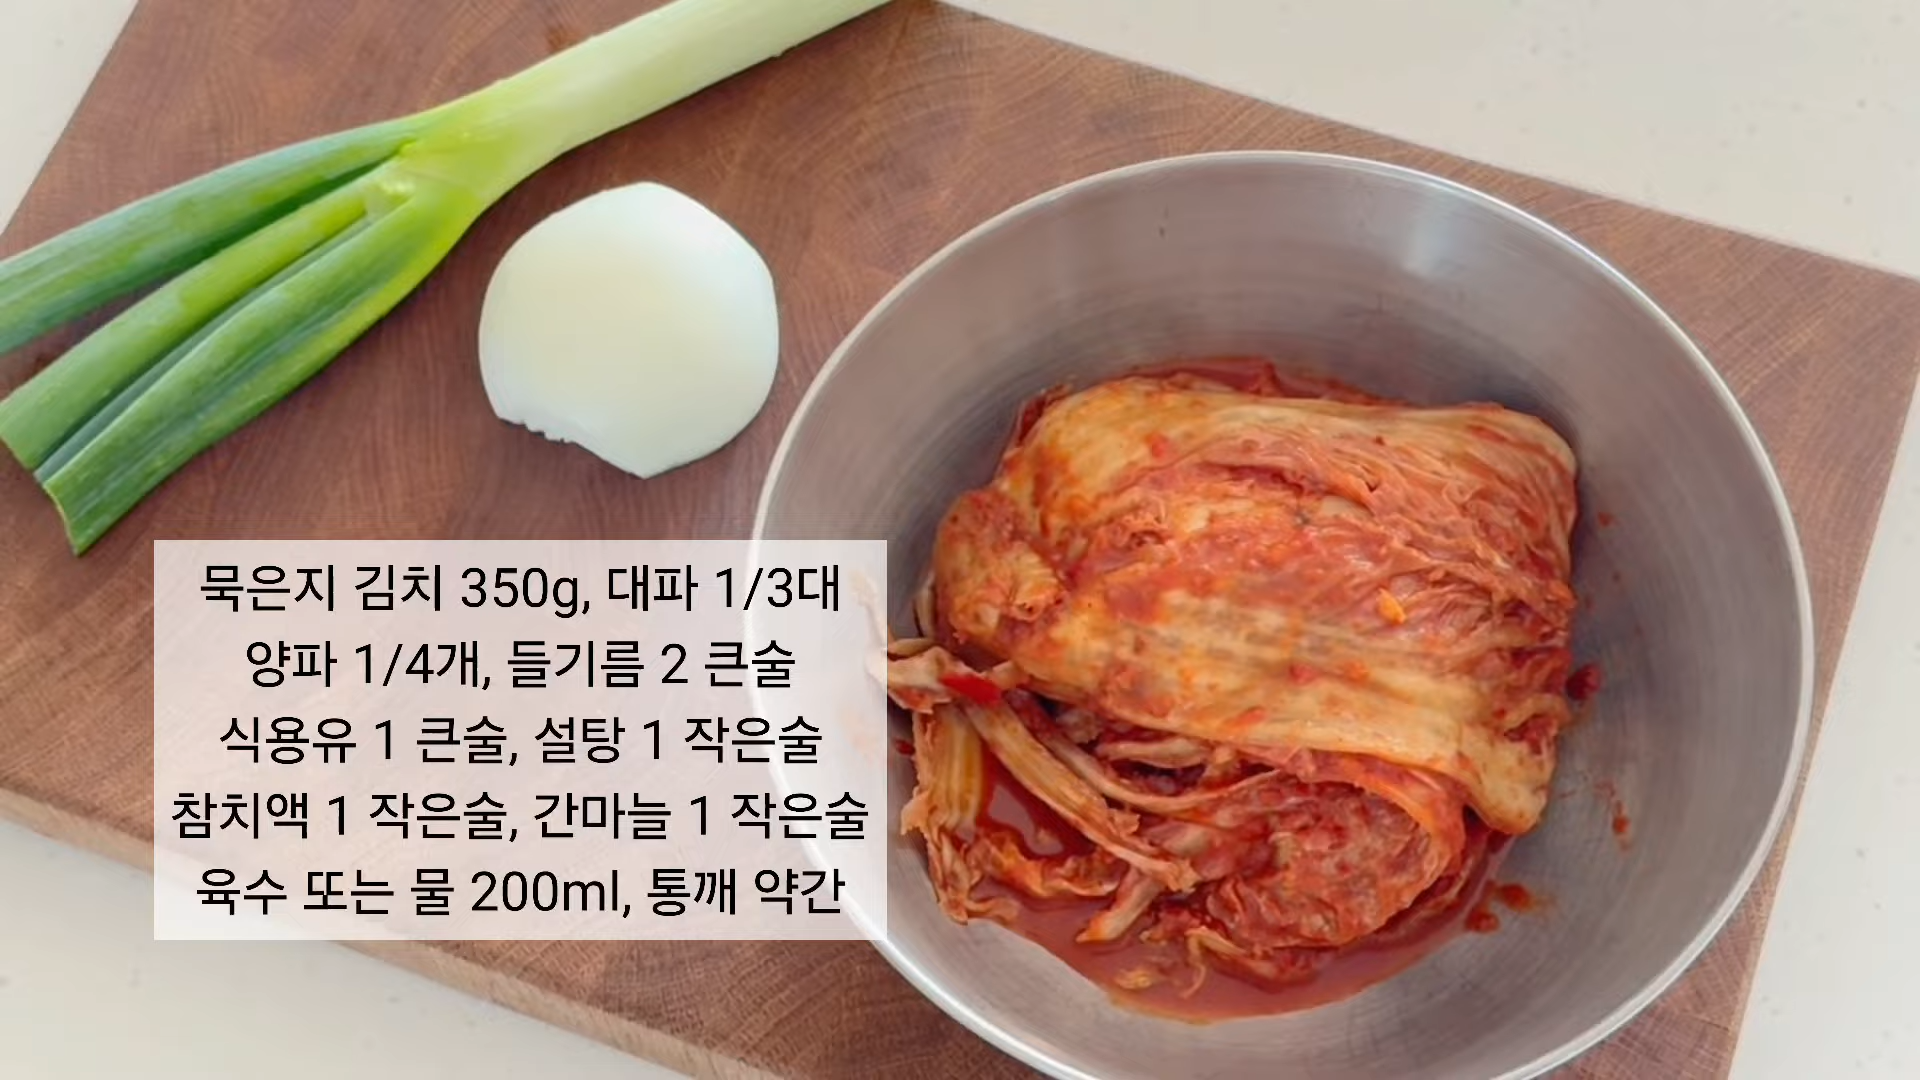 묵은지 김치 350g, 대파 1/3대
양파 1/4개, 들기름 2 큰술
식용유 1 큰술, 설탕 1 작은술
참치액 1 작은술, 간마늘 1 작은술
육수 또는 물 200ml, 통깨 약간